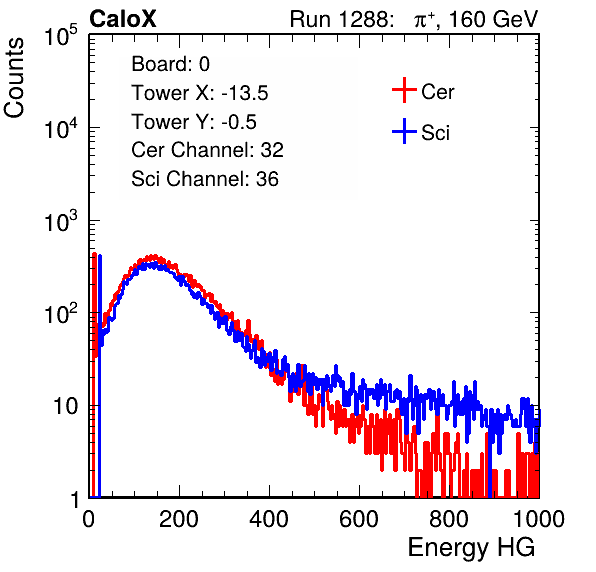 CaloX Run 1288: π⁺, 160 GeV
Counts
10⁵
10⁴
10³
10²
10
1
Board: 0
Tower X: -13.5
Tower Y: -0.5
Cer Channel: 32
Sci Channel: 36
Cer
Sci
0 200 400 600 800 1000
Energy HG